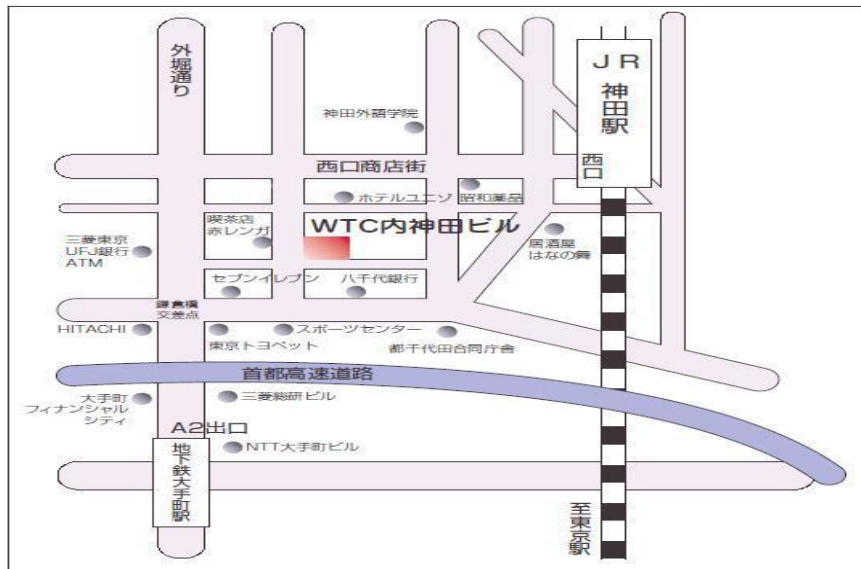 外堀通り
JR
神田駅
西口
神田外語学院
西口商店街
ホテルユニゾ
昭和薬品
喫茶店
赤レンガ
WTC内神田ビル
三菱東京
UFJ銀行
ATM
居酒屋
はなの舞
セブンイレブン
八千代銀行
鎌倉橋
交差点
HITACHI
東京トヨペット
スポーツセンター
都千代田合同庁舎
首都高速道路
大手町
フィナンシャル
シティ
三菱総研ビル
A2出口
NTT大手町ビル
地下鉄大手町駅
至東京駅